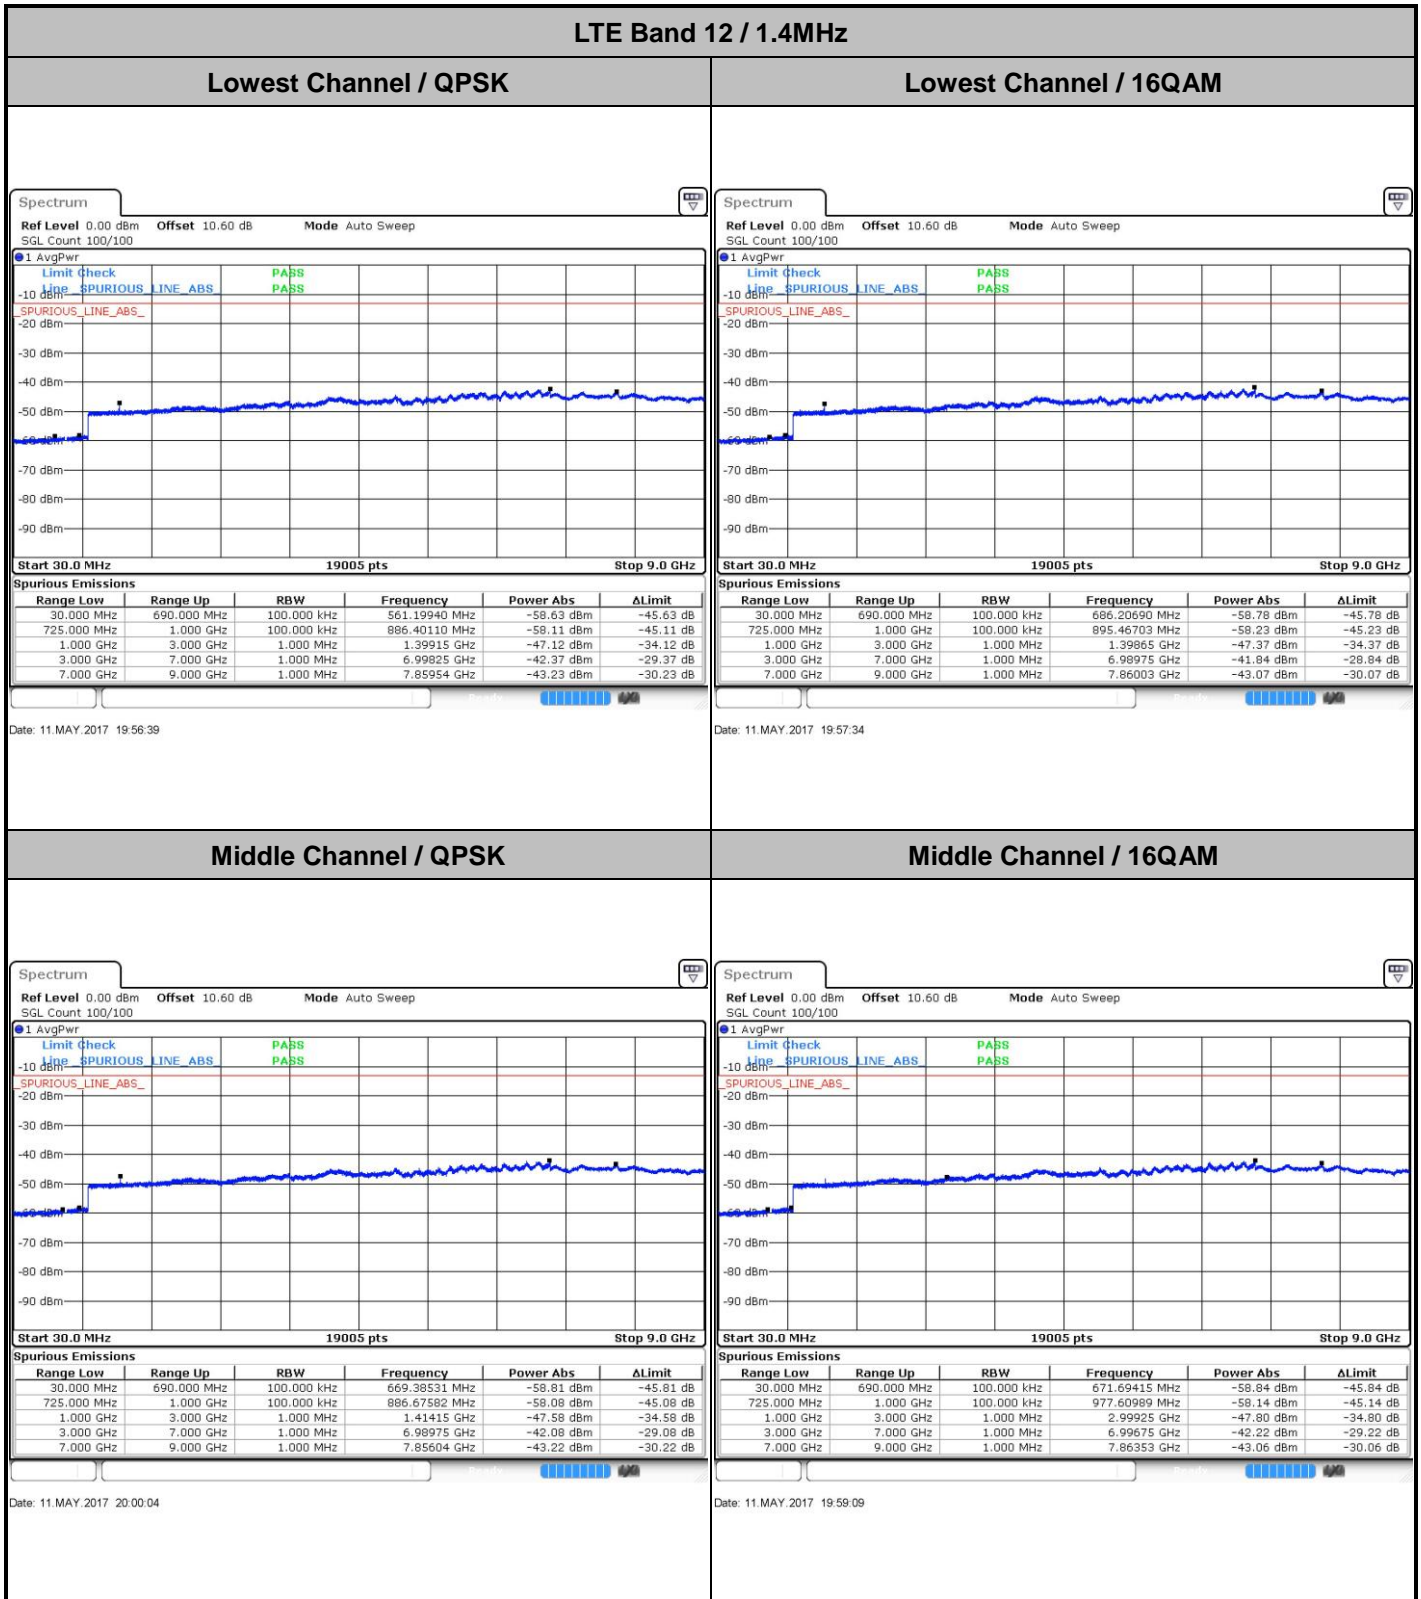 LTE Band 12 / 1.4MHz
Lowest Channel / QPSK
Lowest Channel / 16QAM
Spectrum
Ref Level 0.00 dBm Offset 10.60 dB Mode Auto Sweep
SGL Count 100/100
1 AvgPwr
Limit Check PASS
Line _SPURIOUS_LINE_ABS_ PASS
-10 dBm
_SPURIOUS_LINE_ABS_
-20 dBm
-30 dBm
-40 dBm
-50 dBm
-60 dBm
-70 dBm
-80 dBm
-90 dBm
Start 30.0 MHz 19005 pts Stop 9.0 GHz
Spurious Emissions
Range Low Range Up RBW Frequency Power Abs ΔLimit
30.000 MHz 690.000 MHz 100.000 kHz 561.19940 MHz -58.63 dBm -45.63 dB
725.000 MHz 1.000 GHz 100.000 kHz 886.40110 MHz -58.11 dBm -45.11 dB
1.000 GHz 3.000 GHz 1.000 MHz 1.39915 GHz -47.12 dBm -34.12 dB
3.000 GHz 7.000 GHz 1.000 MHz 6.99825 GHz -42.37 dBm -29.37 dB
7.000 GHz 9.000 GHz 1.000 MHz 7.85954 GHz -43.23 dBm -30.23 dB
Date: 11.MAY.2017 19:56:39
Spectrum
Ref Level 0.00 dBm Offset 10.60 dB Mode Auto Sweep
SGL Count 100/100
1 AvgPwr
Limit Check PASS
Line _SPURIOUS_LINE_ABS_ PASS
-10 dBm
_SPURIOUS_LINE_ABS_
-20 dBm
-30 dBm
-40 dBm
-50 dBm
-60 dBm
-70 dBm
-80 dBm
-90 dBm
Start 30.0 MHz 19005 pts Stop 9.0 GHz
Spurious Emissions
Range Low Range Up RBW Frequency Power Abs ΔLimit
30.000 MHz 690.000 MHz 100.000 kHz 686.20690 MHz -58.78 dBm -45.78 dB
725.000 MHz 1.000 GHz 100.000 kHz 895.46703 MHz -58.23 dBm -45.23 dB
1.000 GHz 3.000 GHz 1.000 MHz 1.39865 GHz -47.37 dBm -34.37 dB
3.000 GHz 7.000 GHz 1.000 MHz 6.98975 GHz -41.84 dBm -28.84 dB
7.000 GHz 9.000 GHz 1.000 MHz 7.86003 GHz -43.07 dBm -30.07 dB
Date: 11.MAY.2017 19:57:34
Middle Channel / QPSK
Middle Channel / 16QAM
Spectrum
Ref Level 0.00 dBm Offset 10.60 dB Mode Auto Sweep
SGL Count 100/100
1 AvgPwr
Limit Check PASS
Line _SPURIOUS_LINE_ABS_ PASS
-10 dBm
_SPURIOUS_LINE_ABS_
-20 dBm
-30 dBm
-40 dBm
-50 dBm
-60 dBm
-70 dBm
-80 dBm
-90 dBm
Start 30.0 MHz 19005 pts Stop 9.0 GHz
Spurious Emissions
Range Low Range Up RBW Frequency Power Abs ΔLimit
30.000 MHz 690.000 MHz 100.000 kHz 669.38531 MHz -58.81 dBm -45.81 dB
725.000 MHz 1.000 GHz 100.000 kHz 886.67582 MHz -58.08 dBm -45.08 dB
1.000 GHz 3.000 GHz 1.000 MHz 1.41415 GHz -47.58 dBm -34.58 dB
3.000 GHz 7.000 GHz 1.000 MHz 6.98975 GHz -42.08 dBm -29.08 dB
7.000 GHz 9.000 GHz 1.000 MHz 7.85604 GHz -43.22 dBm -30.22 dB
Date: 11.MAY.2017 20:00:04
Spectrum
Ref Level 0.00 dBm Offset 10.60 dB Mode Auto Sweep
SGL Count 100/100
1 AvgPwr
Limit Check PASS
Line _SPURIOUS_LINE_ABS_ PASS
-10 dBm
_SPURIOUS_LINE_ABS_
-20 dBm
-30 dBm
-40 dBm
-50 dBm
-60 dBm
-70 dBm
-80 dBm
-90 dBm
Start 30.0 MHz 19005 pts Stop 9.0 GHz
Spurious Emissions
Range Low Range Up RBW Frequency Power Abs ΔLimit
30.000 MHz 690.000 MHz 100.000 kHz 671.69415 MHz -58.84 dBm -45.84 dB
725.000 MHz 1.000 GHz 100.000 kHz 977.60989 MHz -58.14 dBm -45.14 dB
1.000 GHz 3.000 GHz 1.000 MHz 2.99925 GHz -47.80 dBm -34.80 dB
3.000 GHz 7.000 GHz 1.000 MHz 6.99675 GHz -42.22 dBm -29.22 dB
7.000 GHz 9.000 GHz 1.000 MHz 7.86353 GHz -43.06 dBm -30.06 dB
Date: 11.MAY.2017 19:59:09